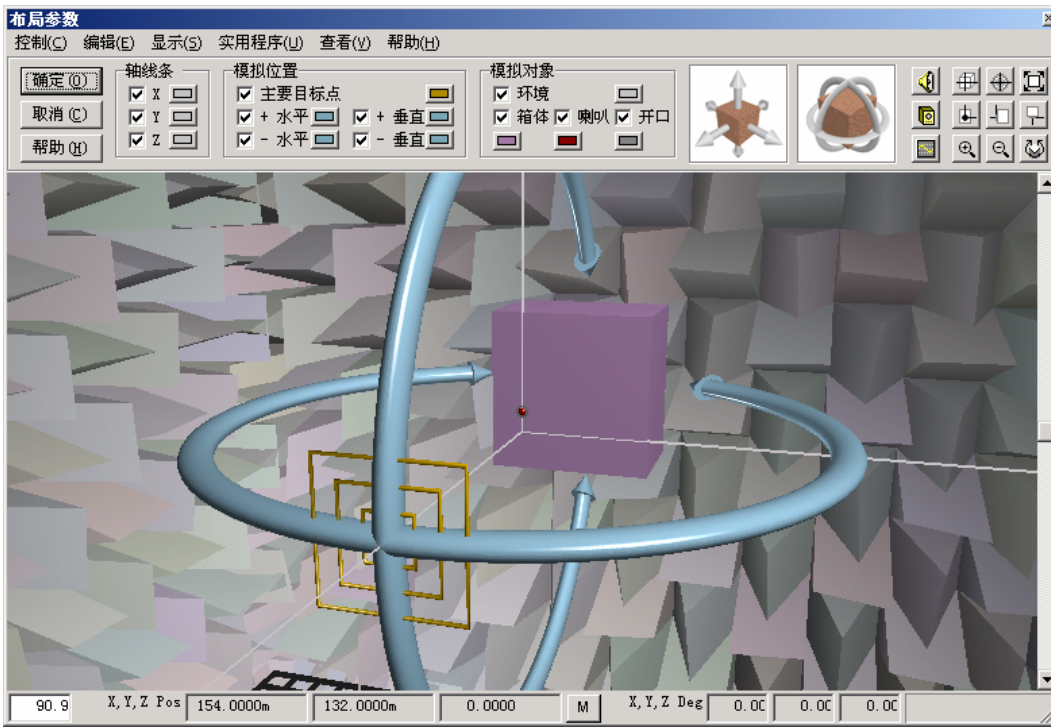 布局参数
控制(C) 编辑(E) 显示(S) 实用程序(U) 查看(V) 帮助(H)
确定(O)
取消(C)
帮助(H)
轴线条
X
Y
Z
模拟位置
主要目标点
+ 水平 + 垂直
- 水平 - 垂直
模拟对象
环境
箱体 喇叭 开口
90.9 X,Y,Z Pos 154.0000m 132.0000m 0.0000 M X,Y,Z Deg 0.00 0.00 0.00